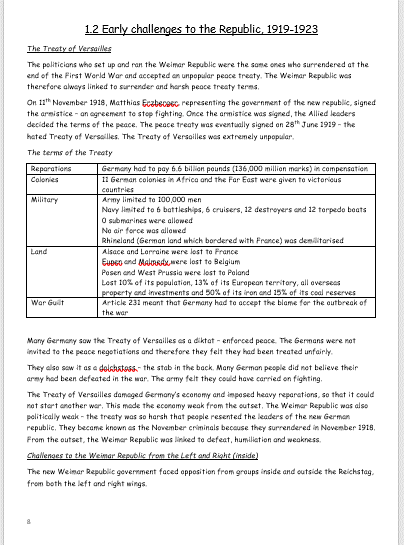 1.2 Early challenges to the Republic, 1919-1923
The Treaty of Versailles
The politicians who set up and ran the Weimar Republic were the same ones who surrendered at the
end of the First World War and accepted an unpopular peace treaty. The Weimar Republic was
therefore always linked to surrender and harsh peace treaty terms.
On 11th November 1918, Matthias Erzberger, representing the government of the new republic, signed
the armistice – an agreement to stop fighting. Once the armistice was signed, the Allied leaders
decided the terms of the peace. The peace treaty was eventually signed on 28th June 1919 – the
hated Treaty of Versailles. The Treaty of Versailles was extremely unpopular.
The terms of the Treaty
Reparations Germany had to pay 6.6 billion pounds (136,000 million marks) in compensation
Colonies 11 German colonies in Africa and the Far East were given to victorious
countries
Military Army limited to 100,000 men
Navy limited to 6 battleships, 6 cruisers, 12 destroyers and 12 torpedo boats
0 submarines were allowed
No air force was allowed
Rhineland (German land which bordered with France) was demilitarised
Land Alsace and Lorraine were lost to France
Eupen and Malmedy were lost to Belgium
Posen and West Prussia were lost to Poland
Lost 10% of its population, 13% of its European territory, all overseas
property and investments and 50% of its iron and 15% of its coal reserves
War Guilt Article 231 meant that Germany had to accept the blame for the outbreak of
the war
Many Germany saw the Treaty of Versailles as a diktat – enforced peace. The Germans were not
invited to the peace negotiations and therefore they felt they had been treated unfairly.
They also saw it as a dolchstoss – the stab in the back. Many German people did not believe their
army had been defeated in the war. The army felt they could have carried on fighting.
The Treaty of Versailles damaged Germany's economy and imposed heavy reparations, so that it could
not start another war. This made the economy weak from the outset. The Weimar Republic was also
politically weak – the treaty was so harsh that people resented the leaders of the new German
republic. They became known as the November criminals because they surrendered in November 1918.
From the outset, the Weimar Republic was linked to defeat, humiliation and weakness.
Challenges to the Weimar Republic from the Left and Right (inside)
The new Weimar Republic government faced opposition from groups inside and outside the Reichstag,
from both the left and right wings.
8